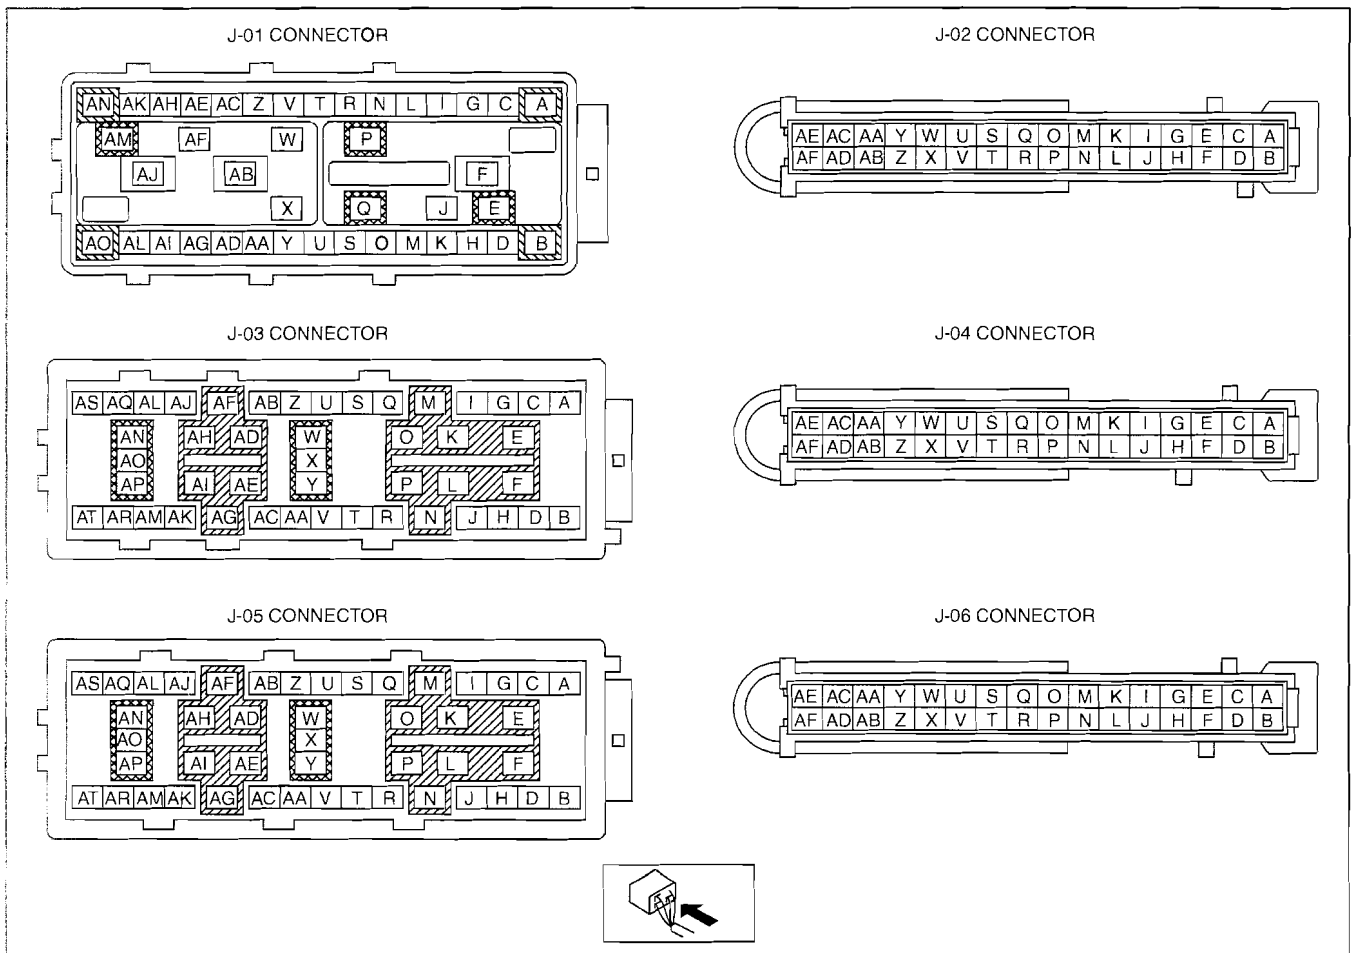 J-01 CONNECTOR
AN AK AH AE AC Z V T R N L I G C A
AM AF W P
AJ AB F
X Q J E
AO AL AI AG AD AA Y U S O M K H D B
J-02 CONNECTOR
AE AC AA Y W U S Q O M K I G E C A
AF AD AB Z X V T R P N L J H F D B
J-03 CONNECTOR
AS AQ AL AJ AF AB Z U S Q M I G C A
AN AH AD W O K E
AO X
AP AI AE Y P L F
AT AR AM AK AG AC AA V T R N J H D B
J-04 CONNECTOR
AE AC AA Y W U S Q O M K I G E C A
AF AD AB Z X V T R P N L J H F D B
J-05 CONNECTOR
AS AQ AL AJ AF AB Z U S Q M I G C A
AN AH AD W O K E
AO X
AP AI AE Y P L F
AT AR AM AK AG AC AA V T R N J H D B
J-06 CONNECTOR
AE AC AA Y W U S Q O M K I G E C A
AF AD AB Z X V T R P N L J H F D B